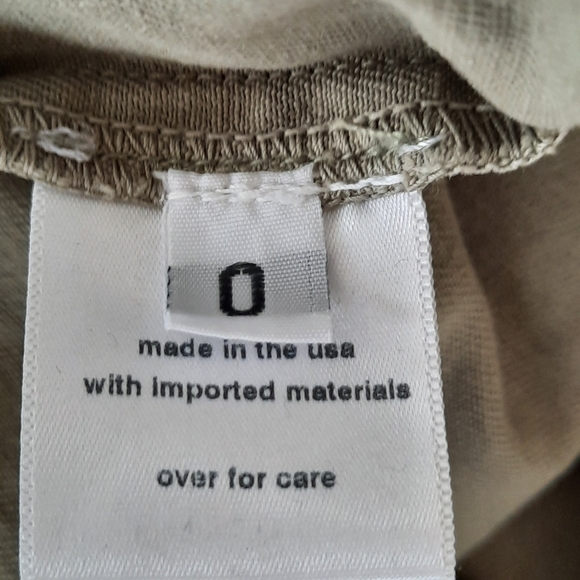 0
made in the usa
with imported materials
over for care